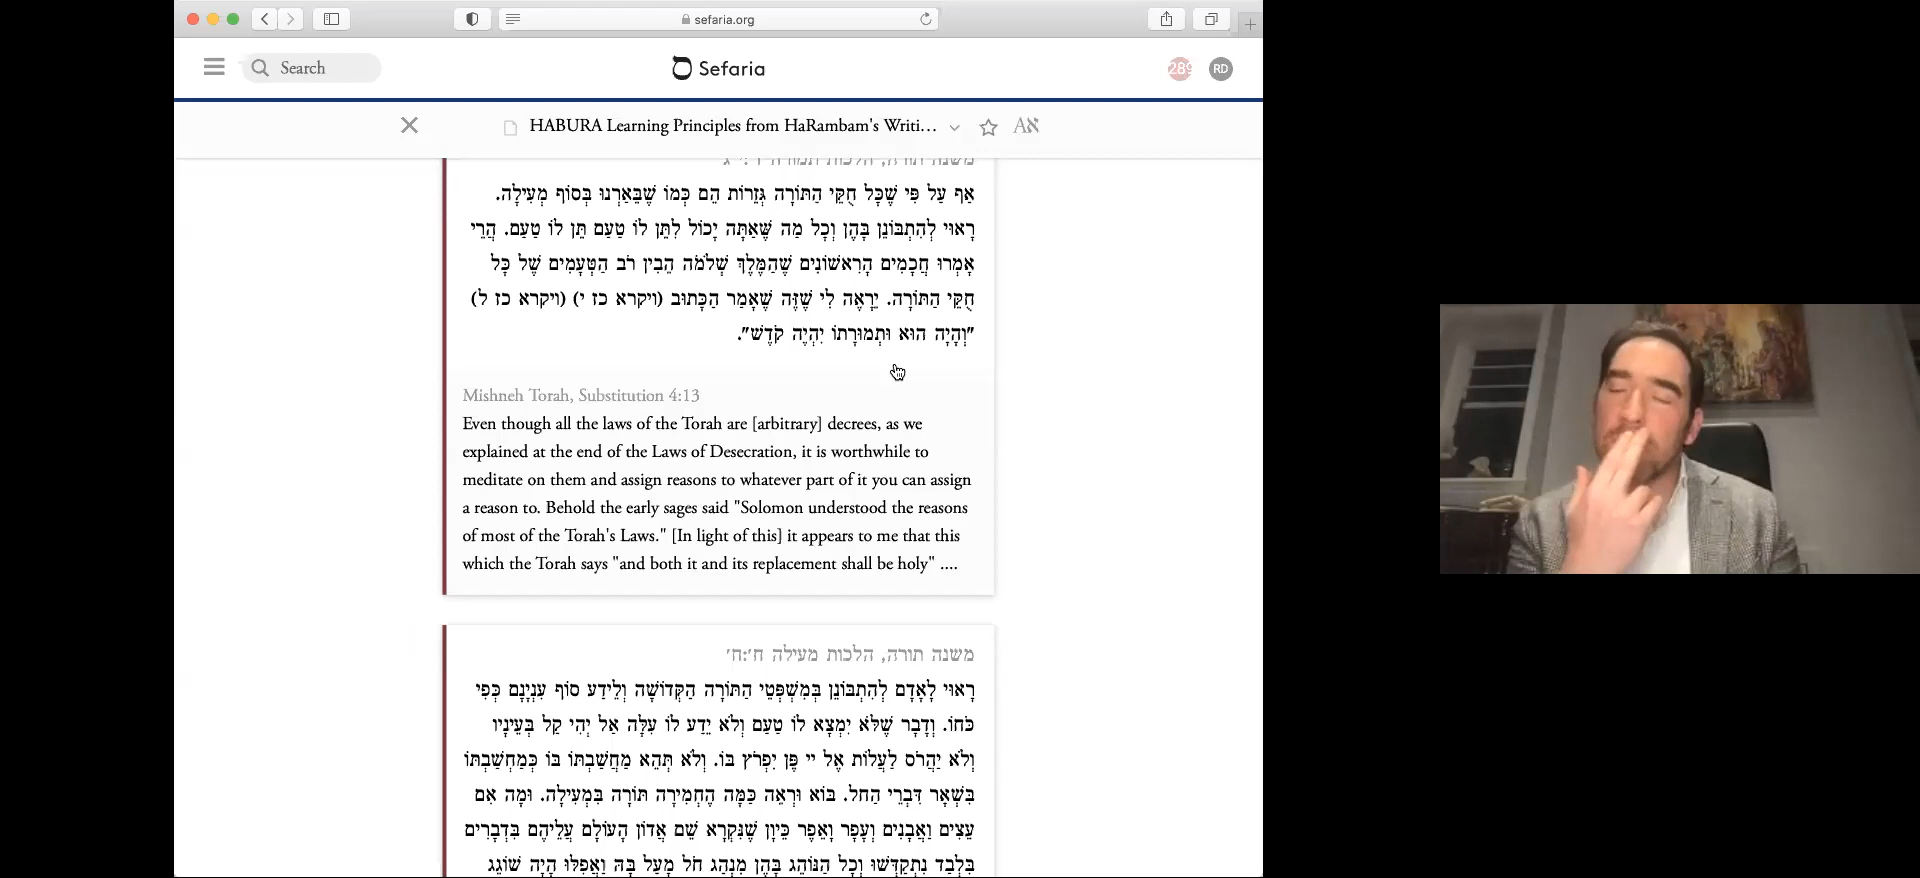 sefaria.org
Search
Sefaria
289
RD
HABURA Learning Principles from HaRambam's Writi...
Aא
אַף עַל פִּי שֶׁכָּל חֻקֵּי הַתּוֹרָה גְּזֵרוֹת הֵם כְּמוֹ שֶׁבֵּאַרְנוּ בְּסוֹף מְעִילָה.
רָאוּי לְהִתְבּוֹנֵן בָּהֶן וְכָל מַה שֶּׁאַתָּה יָכוֹל לִתֵּן לוֹ טַעַם תֵּן לוֹ טַעַם. הֲרֵי
אָמְרוּ חֲכָמִים הָרִאשׁוֹנִים שֶׁהַמֶּלֶךְ שְׁלֹמֹה הֵבִין רֹב הַטְּעָמִים שֶׁל כָּל
חֻקֵּי הַתּוֹרָה. יֵרָאֶה לִי שֶׁזֶּה שֶׁאָמַר הַכָּתוּב (ויקרא כז י) (ויקרא כז ל)
"וְהָיָה הוּא וּתְמוּרָתוֹ יִהְיֶה קֹדֶשׁ".
Mishneh Torah, Substitution 4:13
Even though all the laws of the Torah are [arbitrary] decrees, as we
explained at the end of the Laws of Desecration, it is worthwhile to
meditate on them and assign reasons to whatever part of it you can assign
a reason to. Behold the early sages said "Solomon understood the reasons
of most of the Torah's Laws." [In light of this] it appears to me that this
which the Torah says "and both it and its replacement shall be holy" ....
משנה תורה, הלכות מעילה ח׳:ח׳
רָאוּי לָאָדָם לְהִתְבּוֹנֵן בְּמִשְׁפְּטֵי הַתּוֹרָה הַקְּדוֹשָׁה וְלֵידַע סוֹף עִנְיָנָם כְּפִי
כֹּחוֹ. וְדָבָר שֶׁלֹּא יִמְצָא לוֹ טַעַם וְלֹא יֵדַע לוֹ עִלָּה אַל יְהִי קַל בְּעֵינָיו
וְלֹא יַהֲרֹס לַעֲלוֹת אֶל יי פֶּן יִפְרֹץ בּוֹ. וְלֹא תְּהֵא מַחֲשַׁבְתּוֹ בּוֹ כְּמַחְשַׁבְתּוֹ
בִּשְׁאָר דִּבְרֵי הַחל. בּוֹא וּרְאֵה כַּמָּה הֶחְמִירָה תּוֹרָה בִּמְעִילָה. וּמָה אִם
עֵצִים וַאֲבָנִים וְעָפָר וָאֵפֶר כֵּיוָן שֶׁנִּקְרָא שֵׁם אֲדוֹן הָעוֹלָם עֲלֵיהֶם בִּדְבָרִים
בִּלְבַד נִתְקַדְּשׁוּ וְכָל הַנּוֹהֵג בָּהֶן מִנְהַג חֹל מָעַל בָּהּ וַאֲפִלּוּ הָיָה שׁוֹגֵג